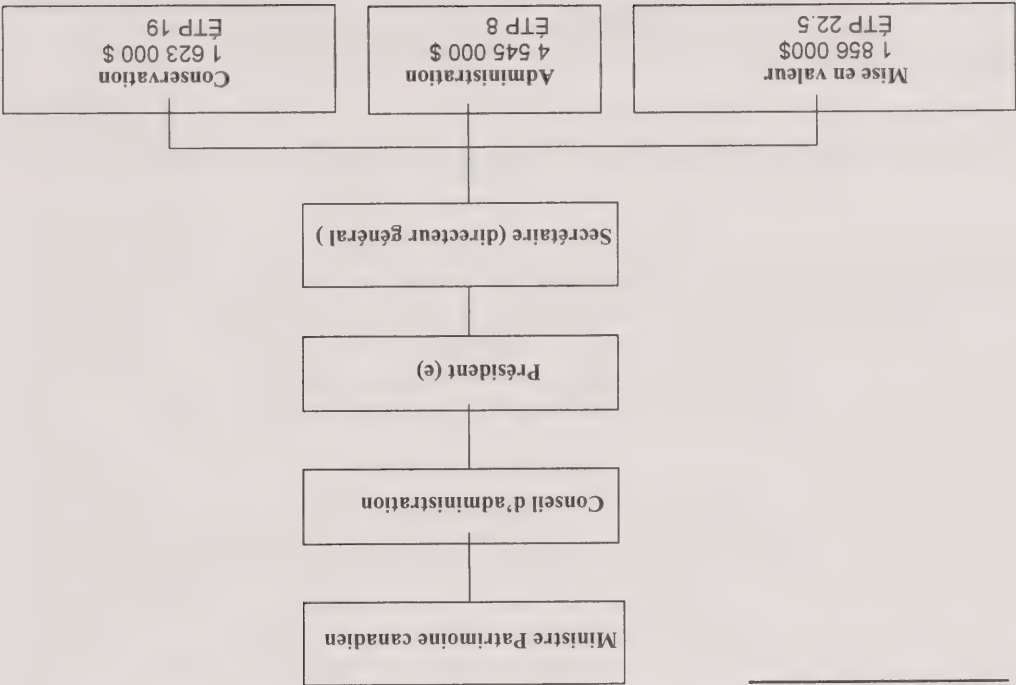 Ministre Patrimoine canadien
Conseil d'administration
Président (e)
Secrétaire (directeur général )
Mise en valeur
1 856 000$
ÉTP 22.5
Administration
4 545 000 $
ÉTP 8
Conservation
1 623 000 $
ÉTP 19